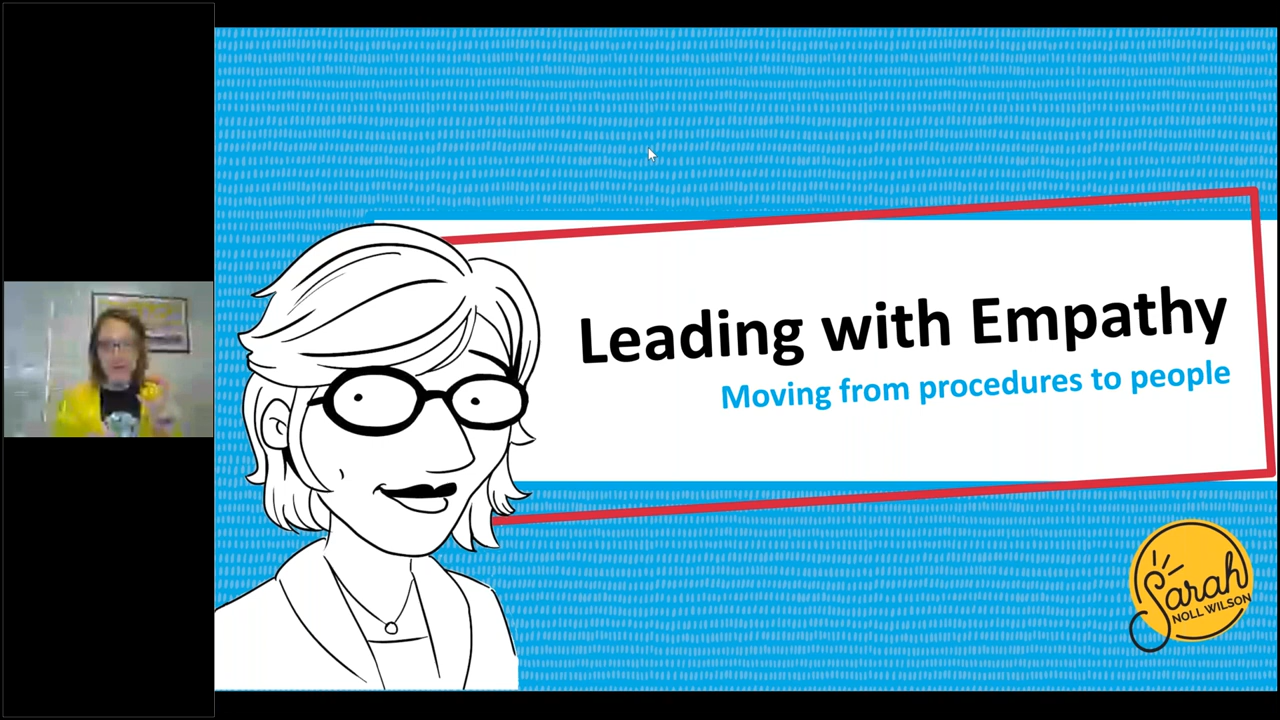 Leading with Empathy
Moving from procedures to people
Sarah
NOLL WILSON